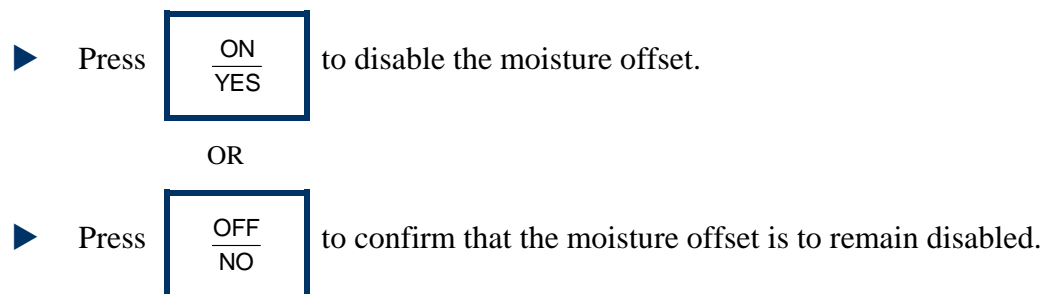 Press ON to disable the moisture offset.
YES
OR
Press OFF to confirm that the moisture offset is to remain disabled.
NO